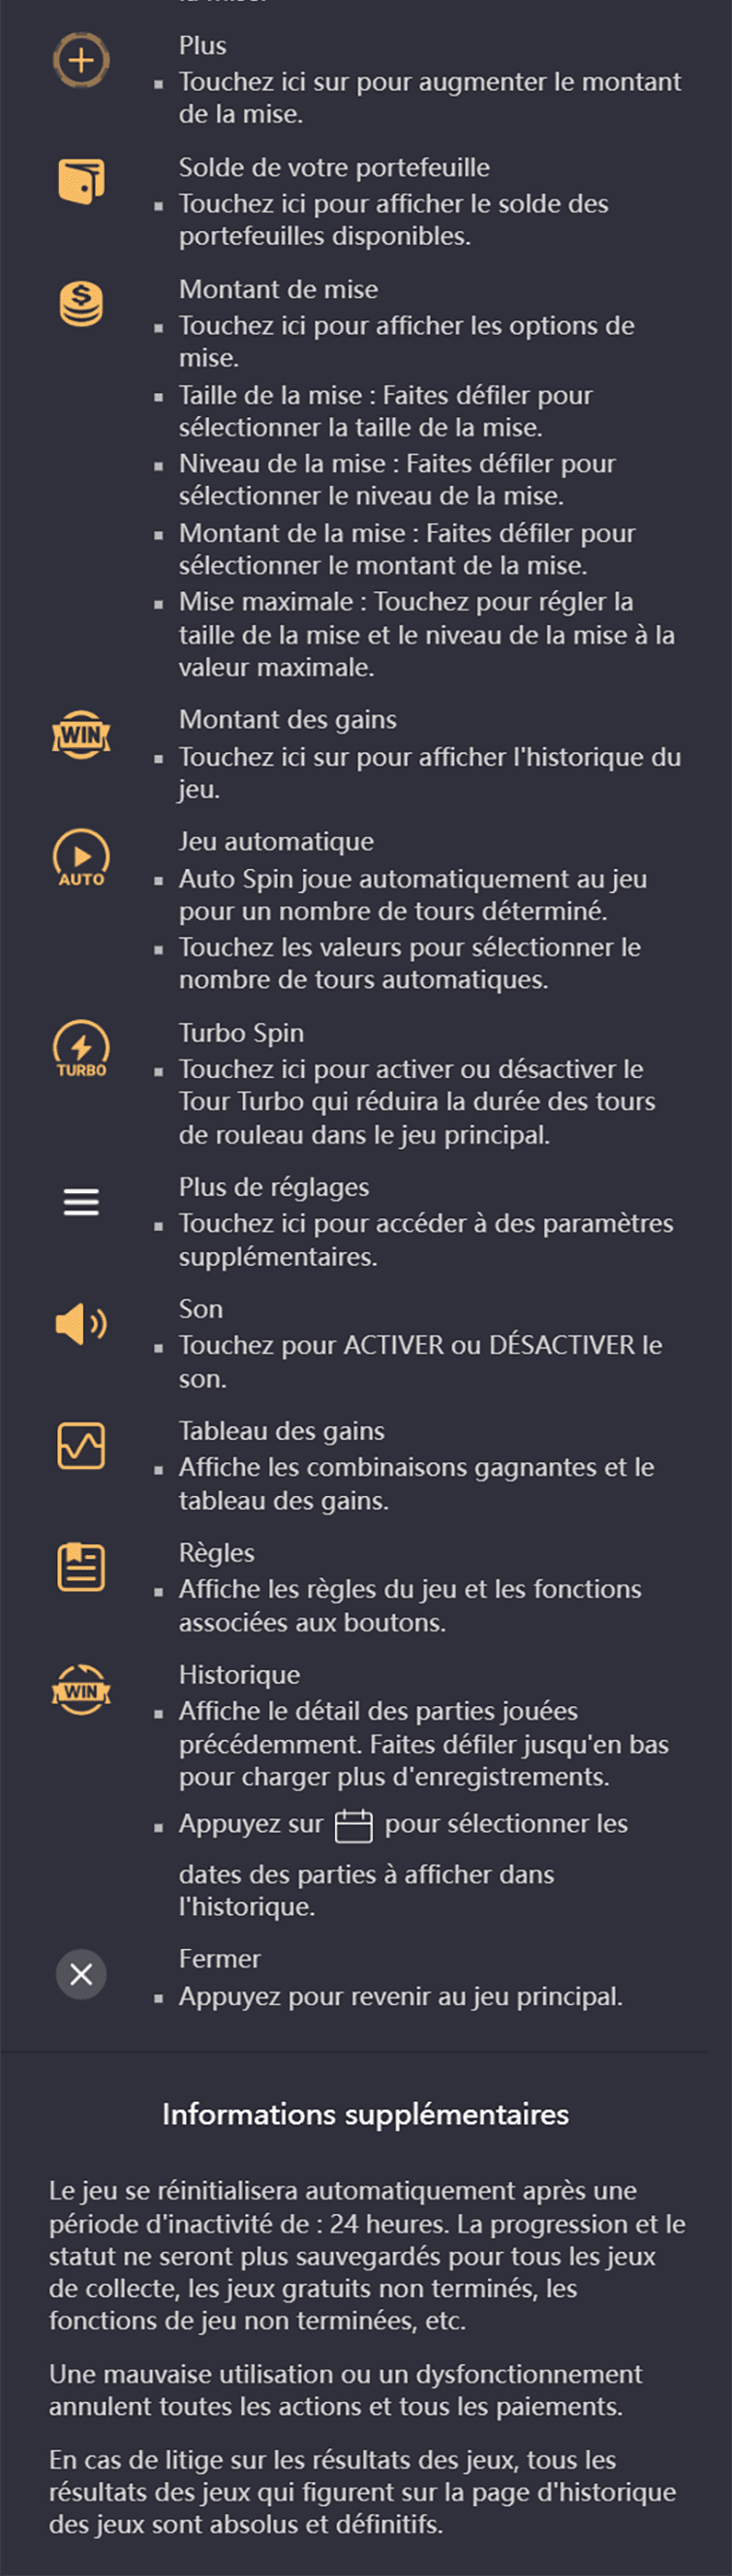 Plus
Touchez ici sur pour augmenter le montant
de la mise.
Solde de votre portefeuille
Touchez ici pour afficher le solde des
portefeuilles disponibles.
Montant de mise
Touchez ici pour afficher les options de
mise.
Taille de la mise : Faites défiler pour
sélectionner la taille de la mise.
Niveau de la mise : Faites défiler pour
sélectionner le niveau de la mise.
Montant de la mise : Faites défiler pour
sélectionner le montant de la mise.
Mise maximale : Touchez pour régler la
taille de la mise et le niveau de la mise à la
valeur maximale.
WIN
Montant des gains
Touchez ici sur pour afficher l'historique du
jeu.
AUTO
Jeu automatique
Auto Spin joue automatiquement au jeu
pour un nombre de tours déterminé.
Touchez les valeurs pour sélectionner le
nombre de tours automatiques.
TURBO
Turbo Spin
Touchez ici pour activer ou désactiver le
Tour Turbo qui réduira la durée des tours
de rouleau dans le jeu principal.
Plus de réglages
Touchez ici pour accéder à des paramètres
supplémentaires.
Son
Touchez pour ACTIVER ou DÉSACTIVER le
son.
Tableau des gains
Affiche les combinaisons gagnantes et le
tableau des gains.
Règles
Affiche les règles du jeu et les fonctions
associées aux boutons.
WIN
Historique
Affiche le détail des parties jouées
précédemment. Faites défiler jusqu'en bas
pour charger plus d'enregistrements.
Appuyez sur pour sélectionner les
dates des parties à afficher dans
l'historique.
Fermer
Appuyez pour revenir au jeu principal.
Informations supplémentaires
Le jeu se réinitialisera automatiquement après une
période d'inactivité de : 24 heures. La progression et le
statut ne seront plus sauvegardés pour tous les jeux
de collecte, les jeux gratuits non terminés, les
fonctions de jeu non terminées, etc.
Une mauvaise utilisation ou un dysfonctionnement
annulent toutes les actions et tous les paiements.
En cas de litige sur les résultats des jeux, tous les
résultats des jeux qui figurent sur la page d'historique
des jeux sont absolus et définitifs.